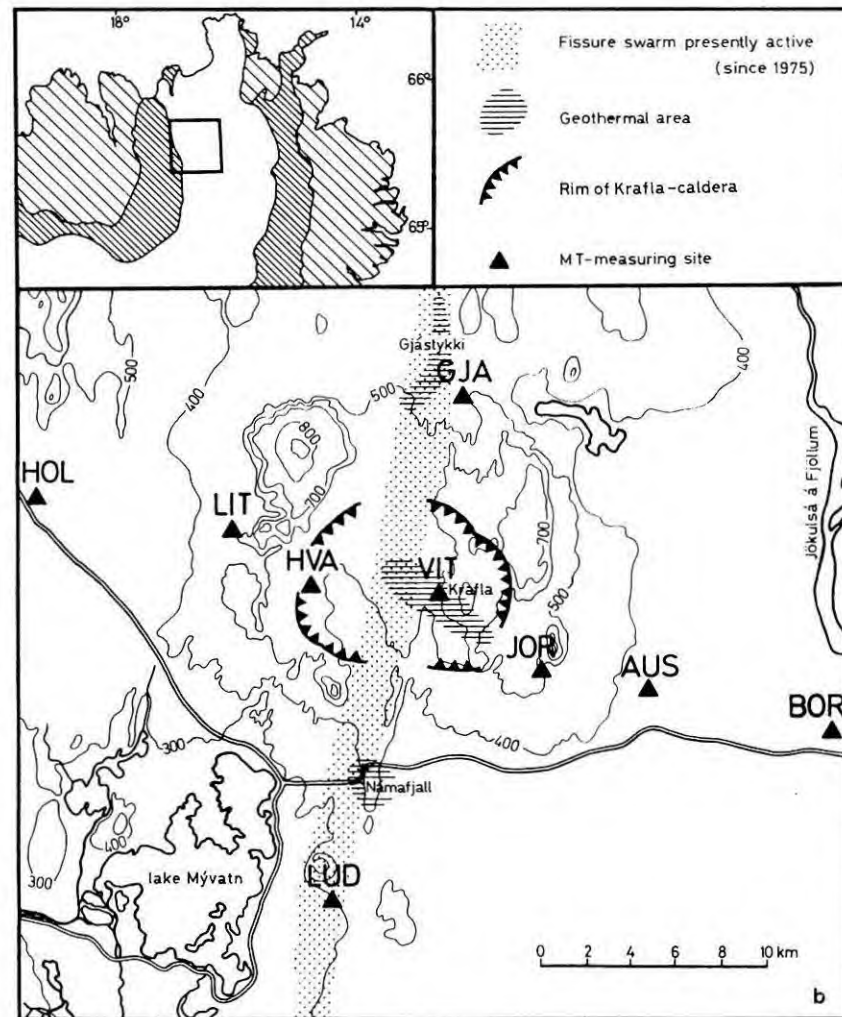 18°
14°
66°
65°
Fissure swarm presently active
(since 1975)
Geothermal area
Rim of Krafla-caldera
MT-measuring site
500
400
Gjástykki
GJA
500
400
800
700
HOL
LIT
700
Jökulsá á Fjöllum
HVA
VIT
Krafla
500
JOR
AUS
BOR
300
400
Námafjall
400
300
lake Mývatn
LUD
0 2 4 6 8 10 km
b